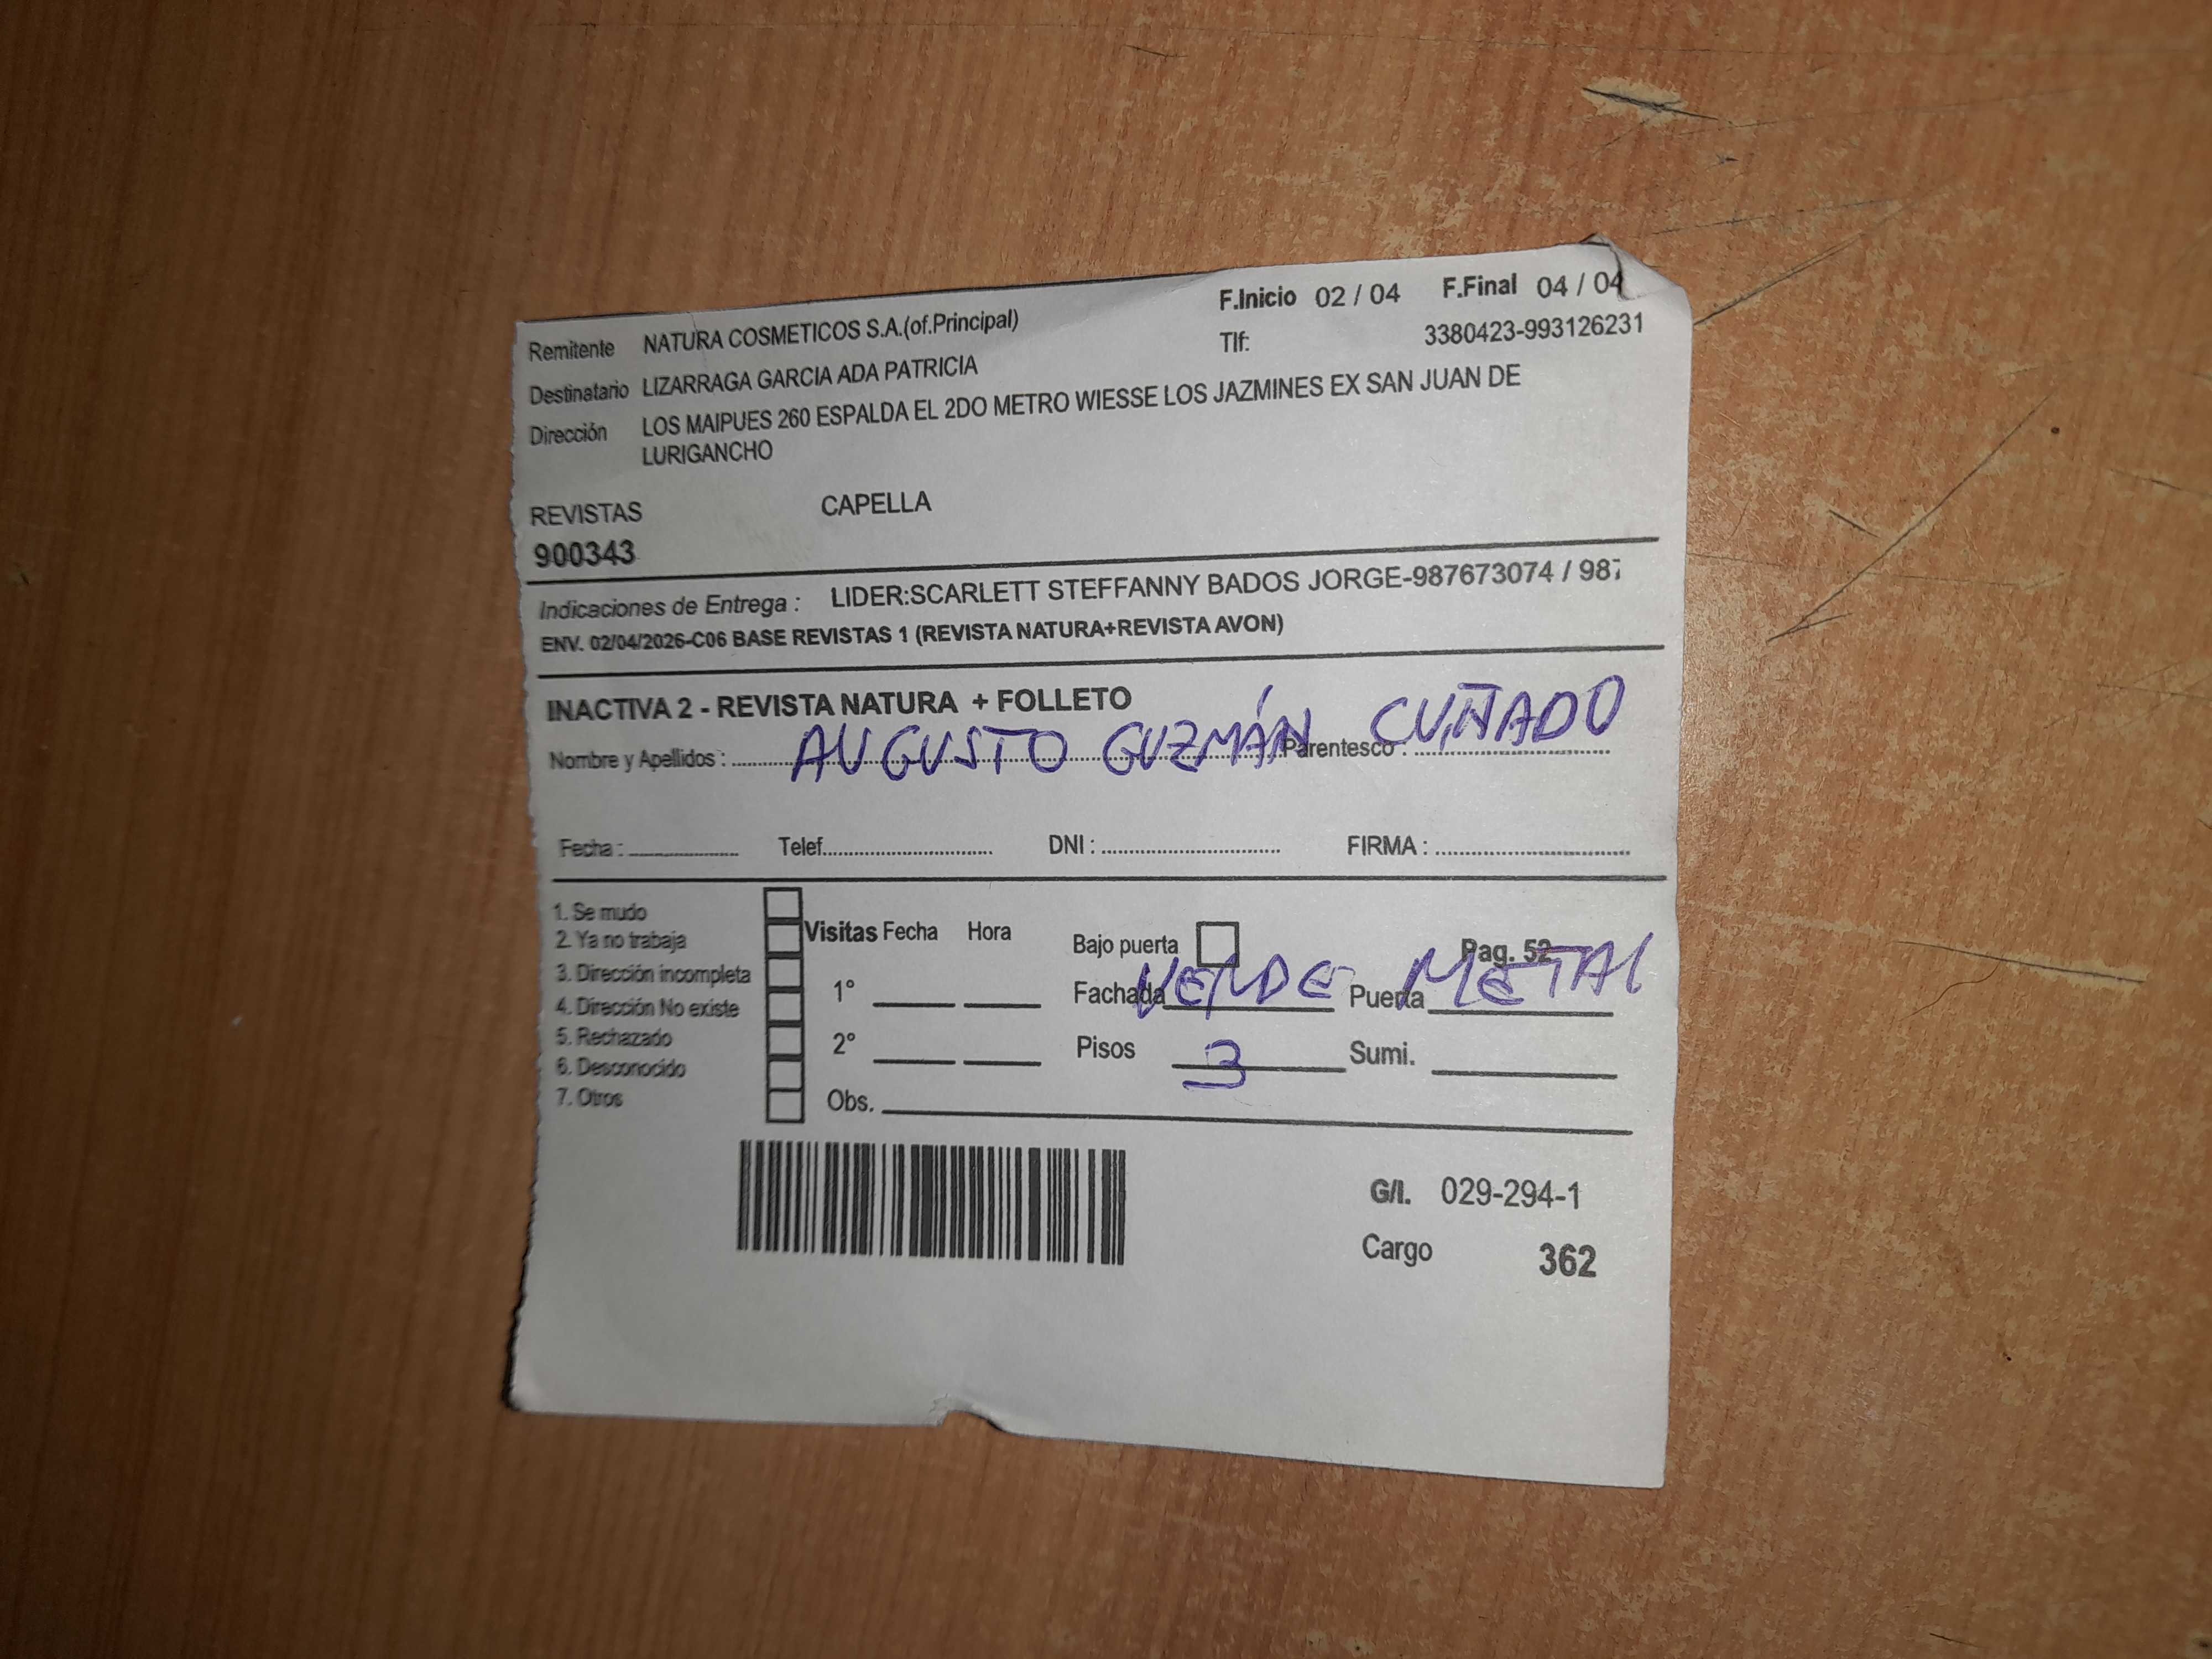 F.Inicio 02 / 04 F.Final 04 / 04
Remitente NATURA COSMETICOS S.A.(of.Principal) Tlf: 3380423-993126231
Destinatario LIZARRAGA GARCIA ADA PATRICIA
Dirección LOS MAIPUES 260 ESPALDA EL 2DO METRO WIESSE LOS JAZMINES EX SAN JUAN DE
LURIGANCHO
REVISTAS CAPELLA
900343
Indicaciones de Entrega : LIDER:SCARLETT STEFFANNY BADOS JORGE-987673074 / 987
ENV. 02/04/2026-C06 BASE REVISTAS 1 (REVISTA NATURA+REVISTA AVON)
INACTIVA 2 - REVISTA NATURA + FOLLETO
Nombre y Apellidos : AUGUSTO GUZMÁN Parentesco : CUÑADO
Fecha : Telef. DNI : FIRMA :
1. Se mudo
2. Ya no trabaja
3. Dirección incompleta
4. Dirección No existe
5. Rechazado
6. Desconocido
7. Otros
Visitas Fecha Hora
1°
2°
Obs.
Bajo puerta Pag. 52
Fachada VERDE Puerta METAL
Pisos 3 Sumi.
G/I. 029-294-1
Cargo 362